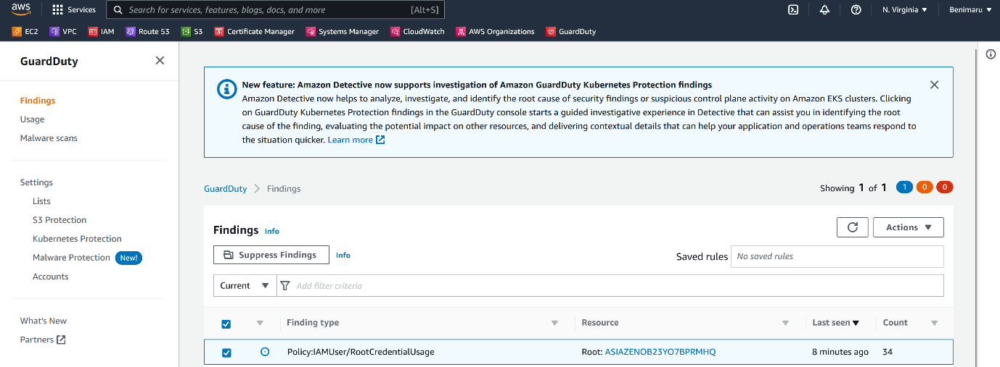 aws
Services
Search for services, features, blogs, docs, and more
[Alt+S]
N. Virginia ▼
Benimaru ▼
EC2
VPC
IAM
Route 53
S3
Certificate Manager
Systems Manager
CloudWatch
AWS Organizations
GuardDuty
GuardDuty
Findings
Usage
Malware scans
Settings
Lists
S3 Protection
Kubernetes Protection
Malware Protection New!
Accounts
What's New
Partners
New feature: Amazon Detective now supports investigation of Amazon GuardDuty Kubernetes Protection findings
Amazon Detective now helps to analyze, investigate, and identify the root cause of security findings or suspicious control plane activity on Amazon EKS clusters. Clicking
on GuardDuty Kubernetes Protection findings in the GuardDuty console starts a guided investigative experience in Detective that can assist you in identifying the root
cause of the finding, evaluating the potential impact on other resources, and delivering contextual details that can help your application and operations teams respond to
the situation quicker. Learn more
GuardDuty > Findings
Showing 1 of 1 1 0 0
Findings Info
Actions ▼
Suppress Findings Info
Saved rules No saved rules
Current ▼ Add filter criteria
Finding type Resource Last seen Count
Policy:IAMUser/RootCredentialUsage Root: ASIAZENOB23YO7BPRMHQ 8 minutes ago 34